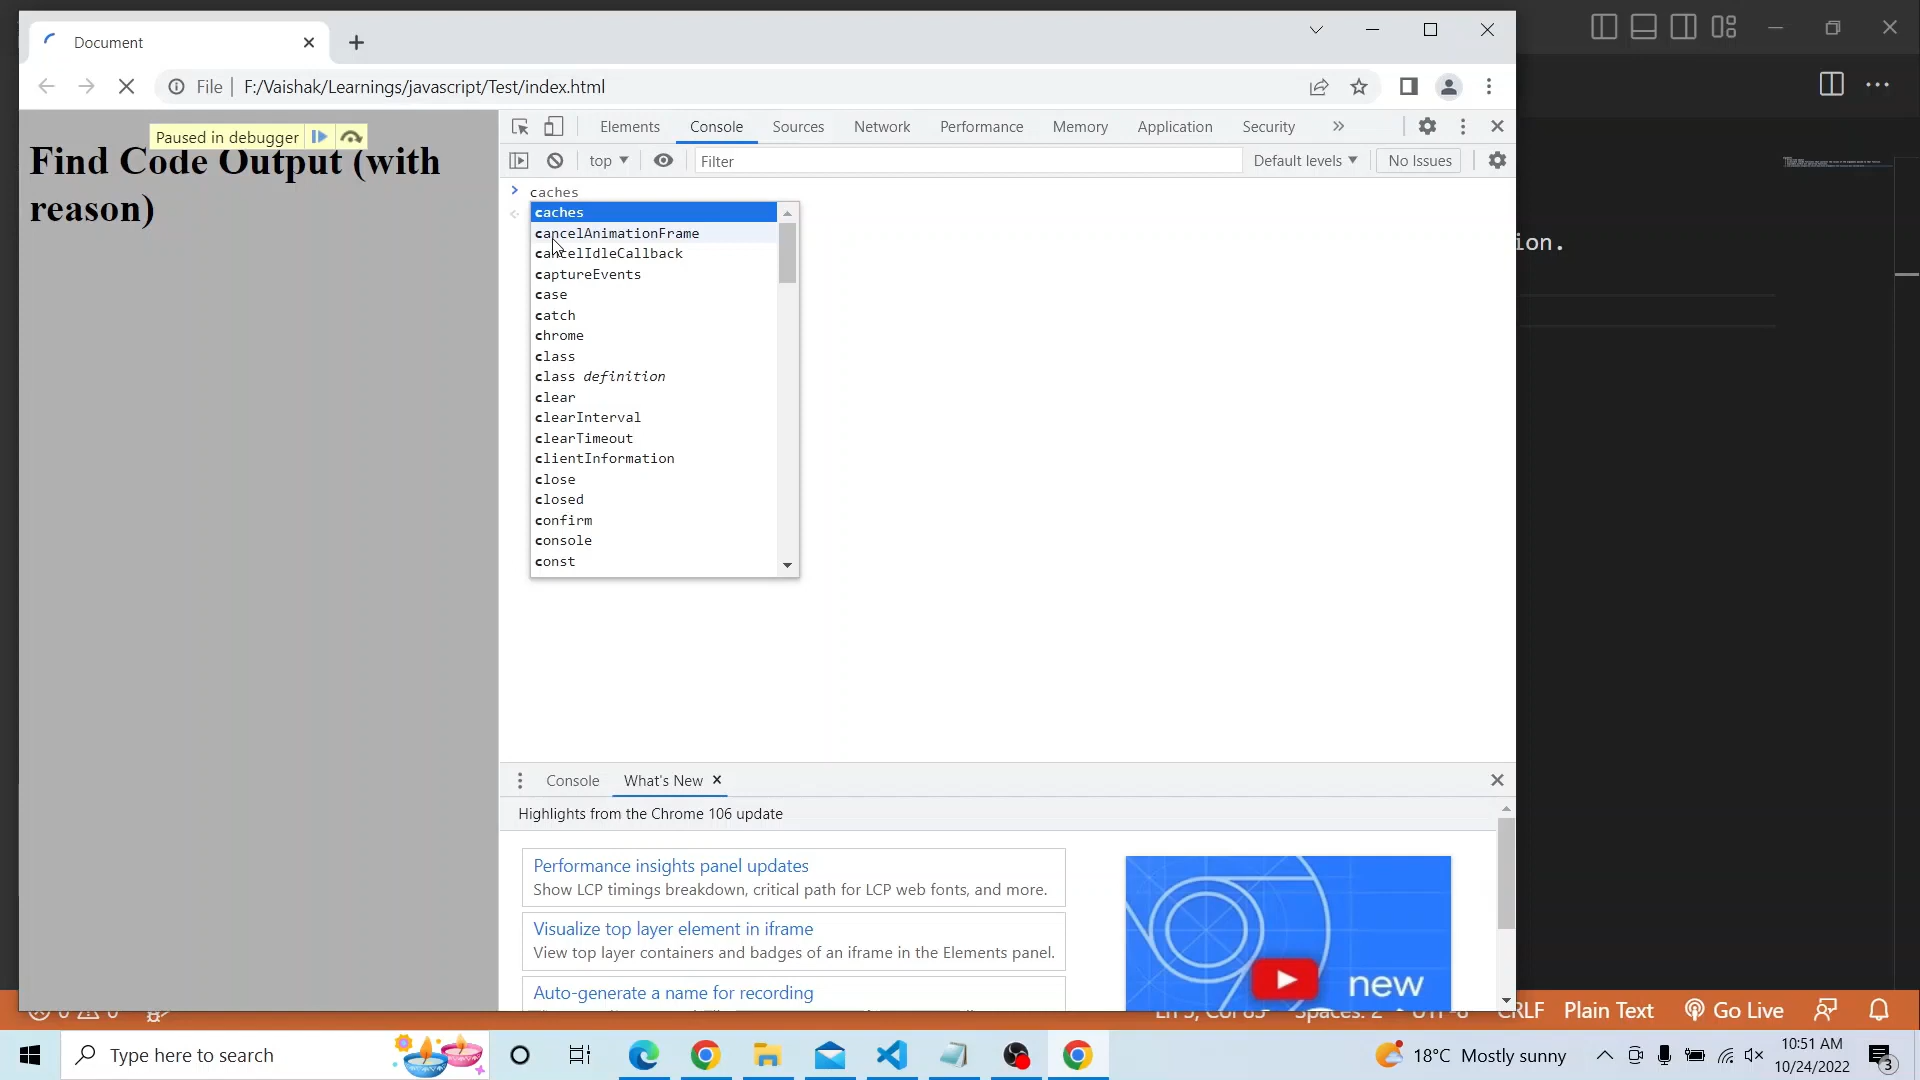 Document
File
F:/Vaishak/Learnings/javascript/Test/index.html
Paused in debugger
Find Code Output (with
reason)
Elements Console Sources Network Performance Memory Application Security
top Filter Default levels No Issues
caches
caches
cancelAnimationFrame
cancelIdleCallback
captureEvents
case
catch
chrome
class
class definition
clear
clearInterval
clearTimeout
clientInformation
close
closed
confirm
console
const
ion.
Console What's New
Highlights from the Chrome 106 update
Performance insights panel updates
Show LCP timings breakdown, critical path for LCP web fonts, and more.
Visualize top layer element in iframe
View top layer containers and badges of an iframe in the Elements panel.
Auto-generate a name for recording
new
CRLF Plain Text Go Live
Type here to search
18°C Mostly sunny
10:51 AM
10/24/2022
3